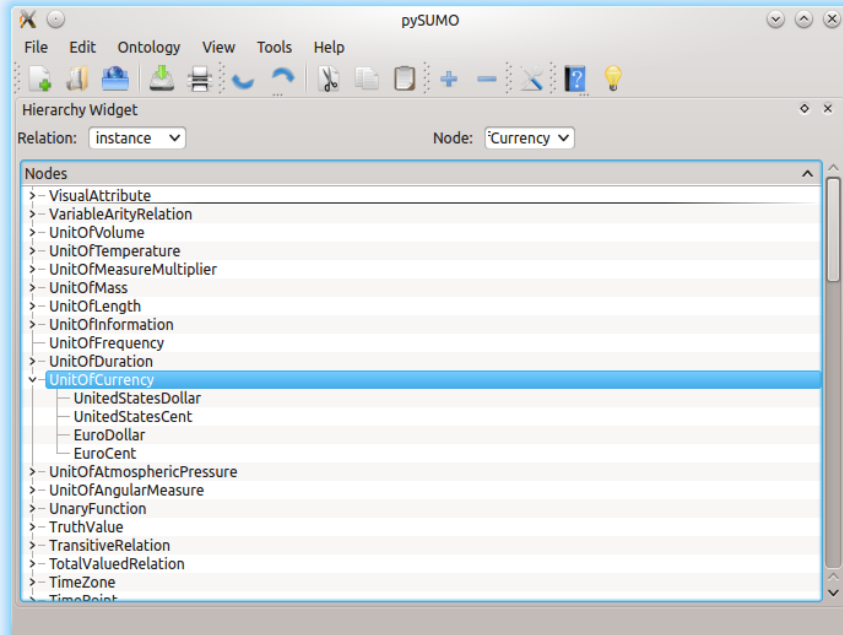 pySUMO
File Edit Ontology View Tools Help
Hierarchy Widget
Relation: instance Node: Currency
Nodes
VisualAttribute
VariableArityRelation
UnitOfVolume
UnitOfTemperature
UnitOfMeasureMultiplier
UnitOfMass
UnitOfLength
UnitOfInformation
UnitOfFrequency
UnitOfDuration
UnitOfCurrency
UnitedStatesDollar
UnitedStatesCent
EuroDollar
EuroCent
UnitOfAtmosphericPressure
UnitOfAngularMeasure
UnaryFunction
TruthValue
TransitiveRelation
TotalValuedRelation
TimeZone
TimePoint